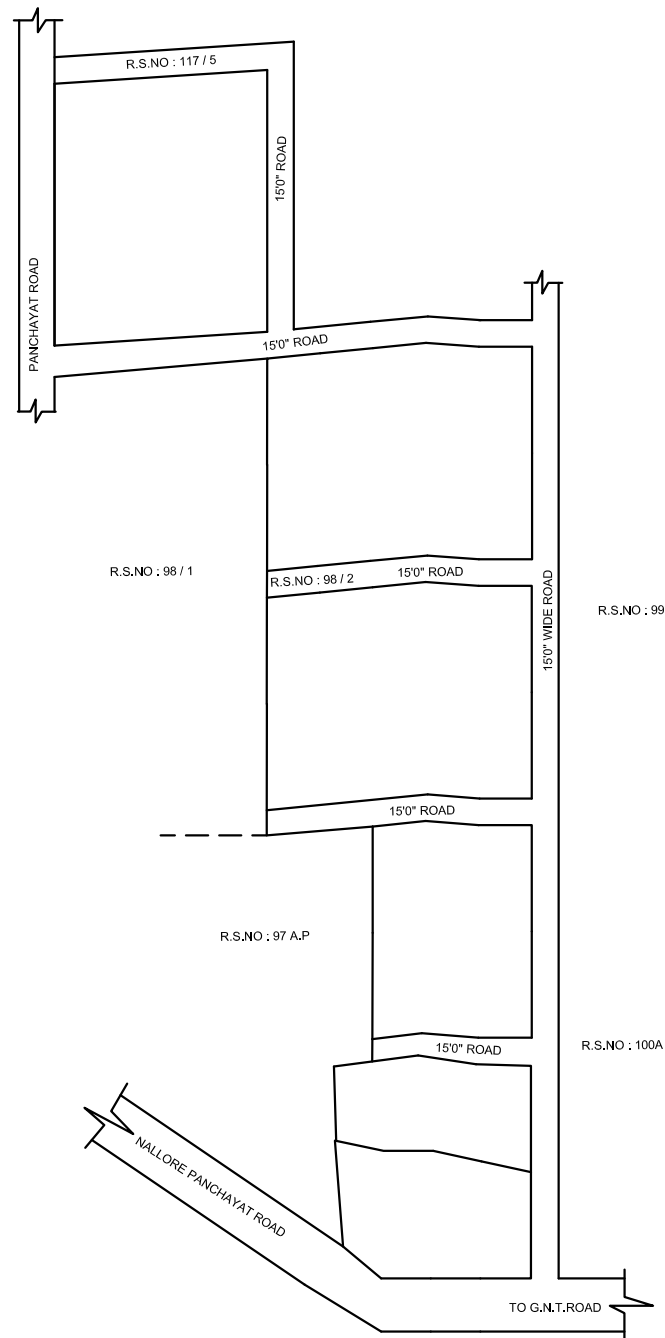 R.S.NO : 117 / 5
15'0" ROAD
PANCHAYAT ROAD
15'0" ROAD
R.S.NO : 98 / 1
R.S.NO : 98 / 2
15'0" ROAD
15'0" WIDE ROAD
R.S.NO : 99
15'0" ROAD
R.S.NO : 97 A.P
15'0" ROAD
R.S.NO : 100A
NALLORE PANCHAYAT ROAD
TO G.N.T.ROAD